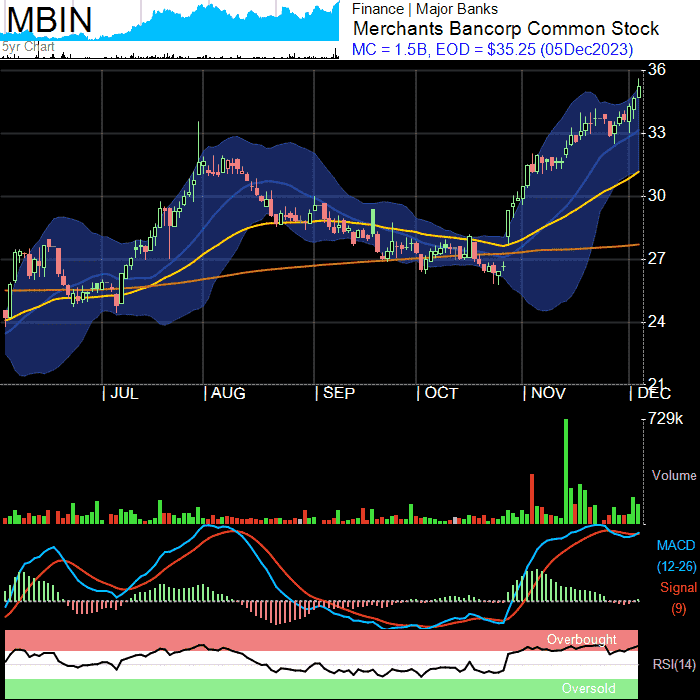 MBIN
5yr Chart
Finance | Major Banks
Merchants Bancorp Common Stock
MC = 1.5B, EOD = $35.25 (05Dec2023)
36
33
30
27
24
21
| JUL | AUG | SEP | OCT | NOV | DEC
729k
Volume
MACD
(12-26)
Signal
(9)
Overbought
RSI(14)
Oversold